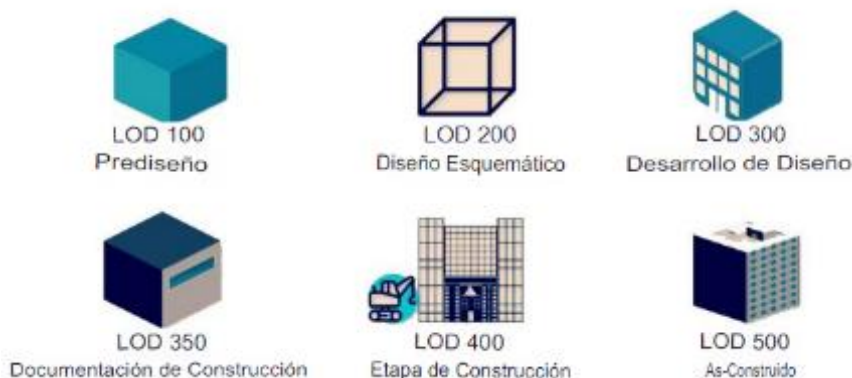 LOD 100
Prediseño
LOD 200
Diseño Esquemático
LOD 300
Desarrollo de Diseño
LOD 350
Documentación de Construcción
LOD 400
Etapa de Construcción
LOD 500
As-Construido